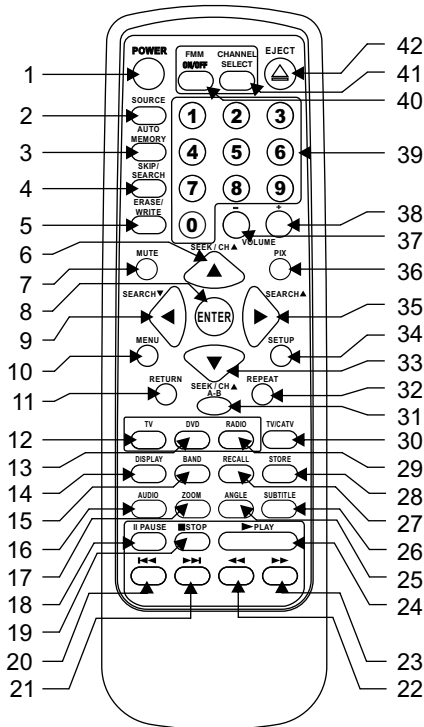 POWER
FMM
ON/OFF
CHANNEL
SELECT
EJECT
SOURCE
AUTO
MEMORY
SKIP/
SEARCH
ERASE/
WRITE
1 2 3
4 5 6
7 8 9
0
- +
VOLUME
SEEK/CH▲
MUTE
PIX
SEARCH▼
SEARCH▲
▲
◀ ENTER ▶
▼
MENU
SETUP
RETURN
SEEK/CH▲
A-B
REPEAT
TV DVD RADIO TV/CATV
DISPLAY BAND RECALL STORE
AUDIO ZOOM ANGLE SUBTITLE
II PAUSE ■STOP ▶PLAY
I◀◀ ▶▶I ◀◀ ▶▶
1
2
3
4
5
6
7
8
9
10
11
12
13
14
15
16
17
18
19
20
21
42
41
40
39
38
37
36
35
34
33
32
31
30
29
28
27
26
25
24
23
22